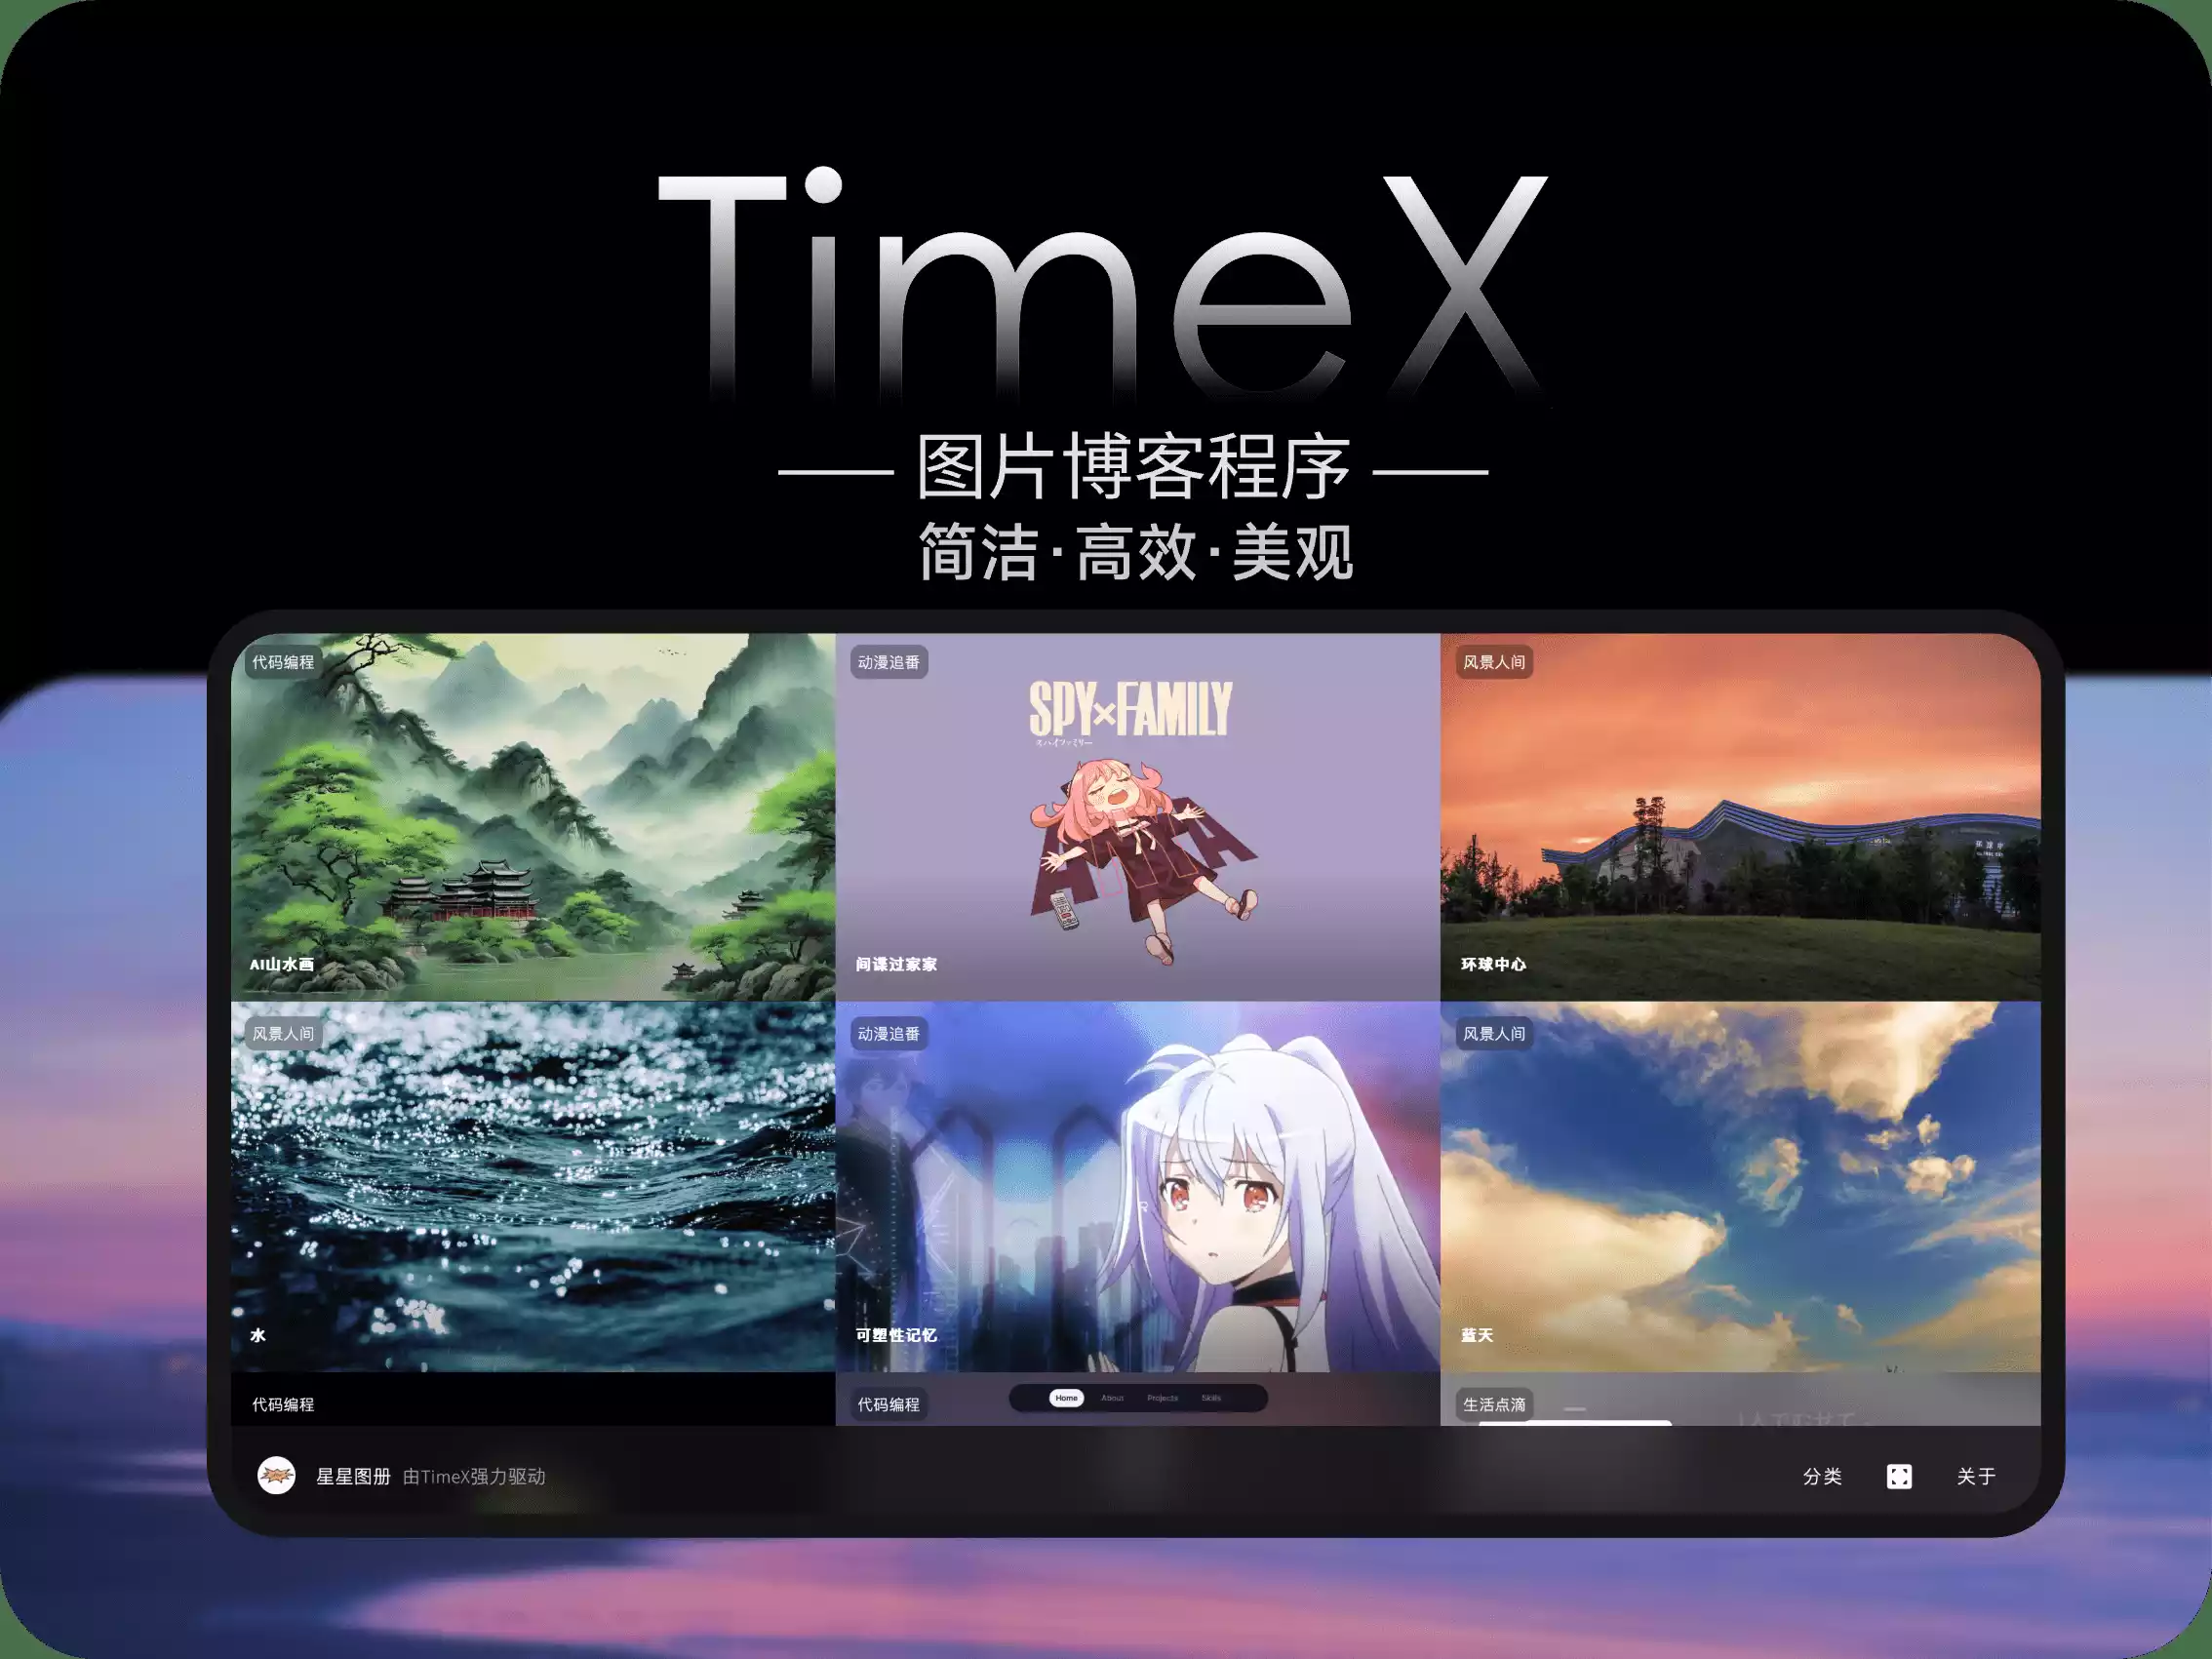 TimeX
图片博客程序
简洁·高效·美观
代码编程
动漫追番
风景人间
SPY×FAMILY
スパイファミリー
AI山水画
间谍过家家
环球中心
风景人间
动漫追番
风景人间
水
可塑性记忆
蓝天
代码编程
代码编程
Home About Projects Skills
生活点滴
星星图册 由TimeX强力驱动
分类
关于